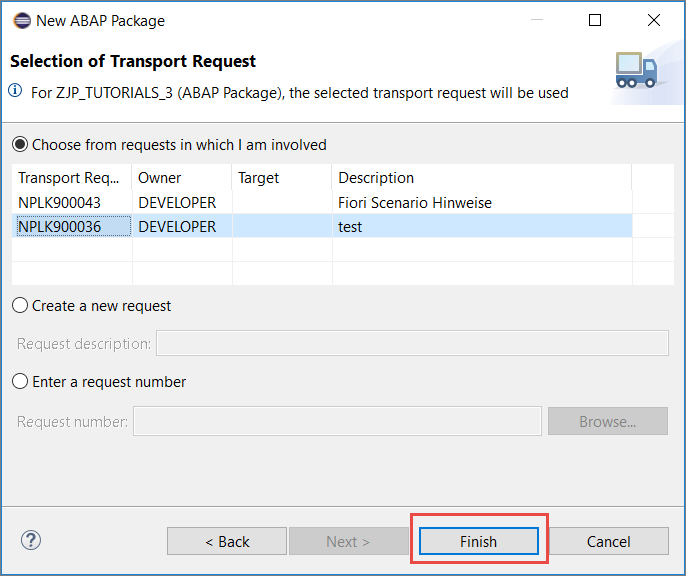 New ABAP Package
Selection of Transport Request
For ZJP_TUTORIALS_3 (ABAP Package), the selected transport request will be used
Choose from requests in which I am involved
Transport Req... Owner Target Description
NPLK900043 DEVELOPER Fiori Scenario Hinweise
NPLK900036 DEVELOPER test
Create a new request
Request description:
Enter a request number
Request number: Browse...
? < Back Next > Finish Cancel